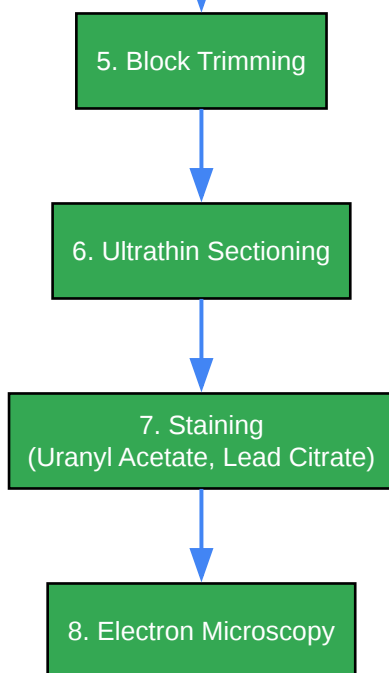 5. Block Trimming
6. Ultrathin Sectioning
7. Staining
(Uranyl Acetate, Lead Citrate)
8. Electron Microscopy